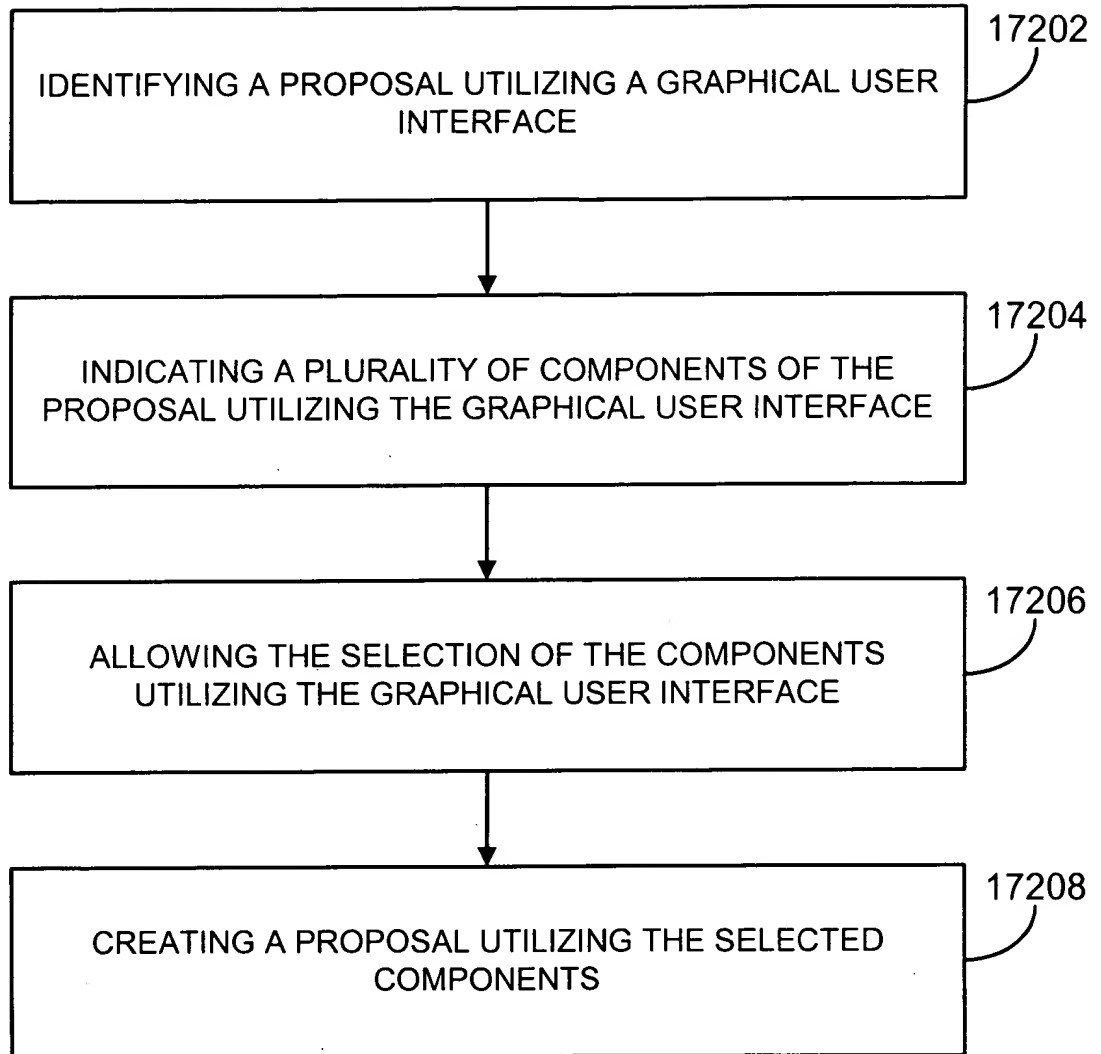 17202
IDENTIFYING A PROPOSAL UTILIZING A GRAPHICAL USER
INTERFACE
17204
INDICATING A PLURALITY OF COMPONENTS OF THE
PROPOSAL UTILIZING THE GRAPHICAL USER INTERFACE
17206
ALLOWING THE SELECTION OF THE COMPONENTS
UTILIZING THE GRAPHICAL USER INTERFACE
17208
CREATING A PROPOSAL UTILIZING THE SELECTED
COMPONENTS